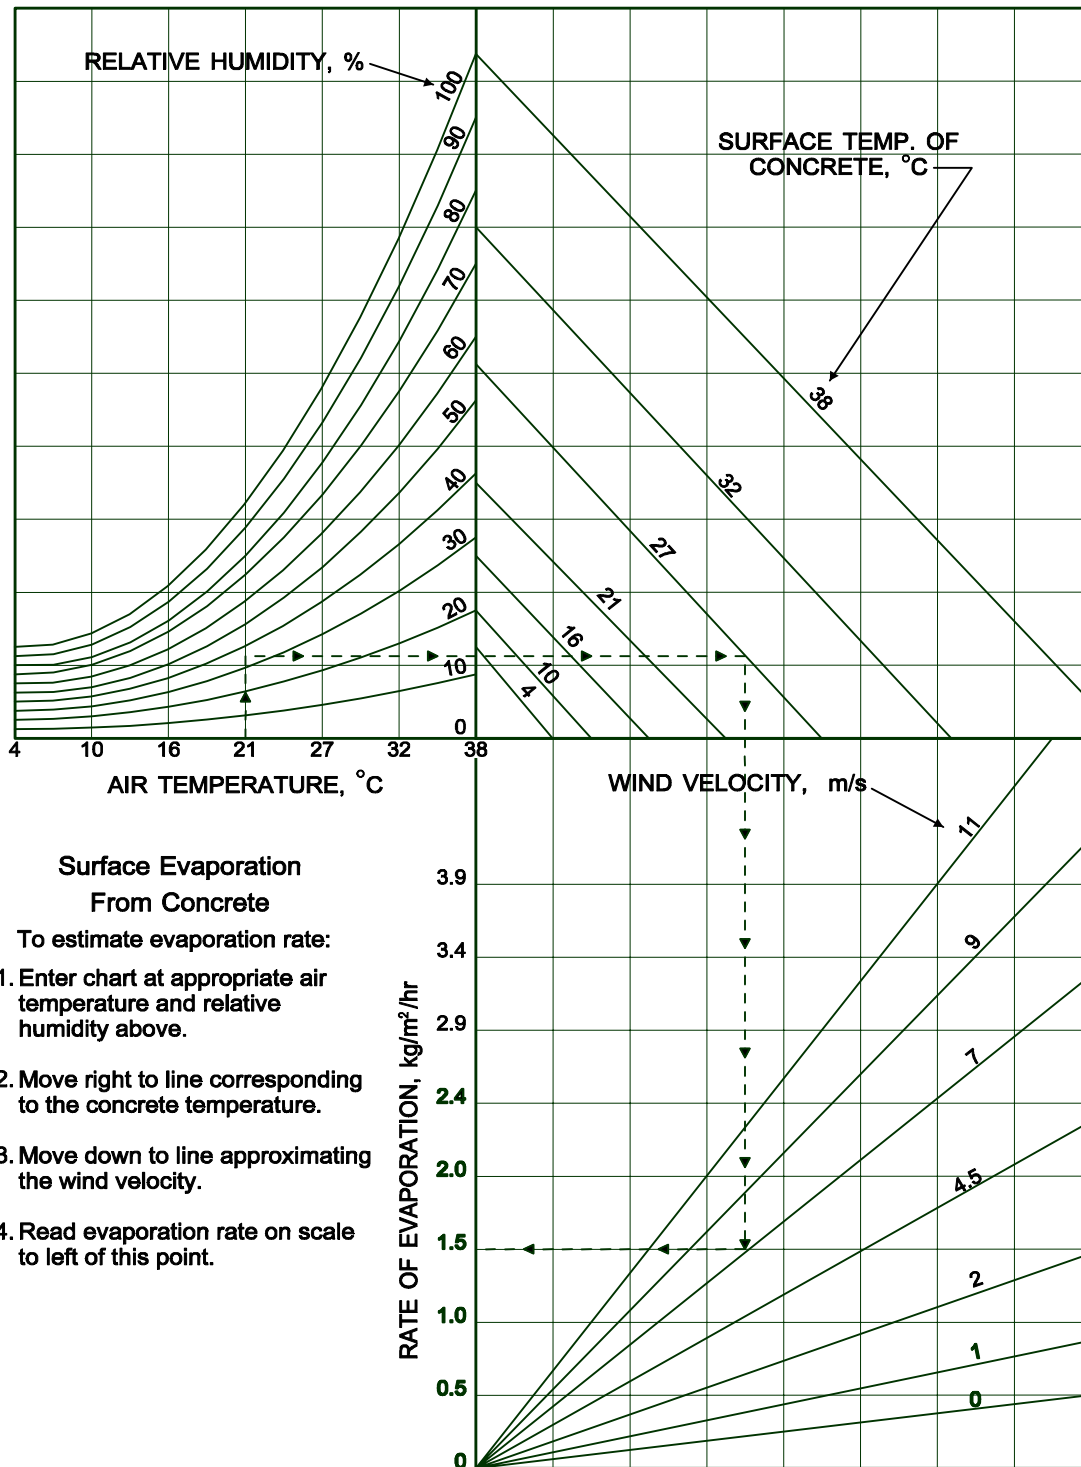 RELATIVE HUMIDITY, %
100
90
80
70
60
50
40
30
20
10
0
SURFACE TEMP. OF
CONCRETE, °C
38
32
27
21
16
10
4
4 10 16 21 27 32 38
AIR TEMPERATURE, °C
WIND VELOCITY, m/s
11
9
7
4.5
2
1
0
Surface Evaporation
From Concrete
To estimate evaporation rate:
1. Enter chart at appropriate air
temperature and relative
humidity above.
2. Move right to line corresponding
to the concrete temperature.
3. Move down to line approximating
the wind velocity.
4. Read evaporation rate on scale
to left of this point.
RATE OF EVAPORATION, kg/m²/hr
3.9
3.4
2.9
2.4
2.0
1.5
1.0
0.5
0